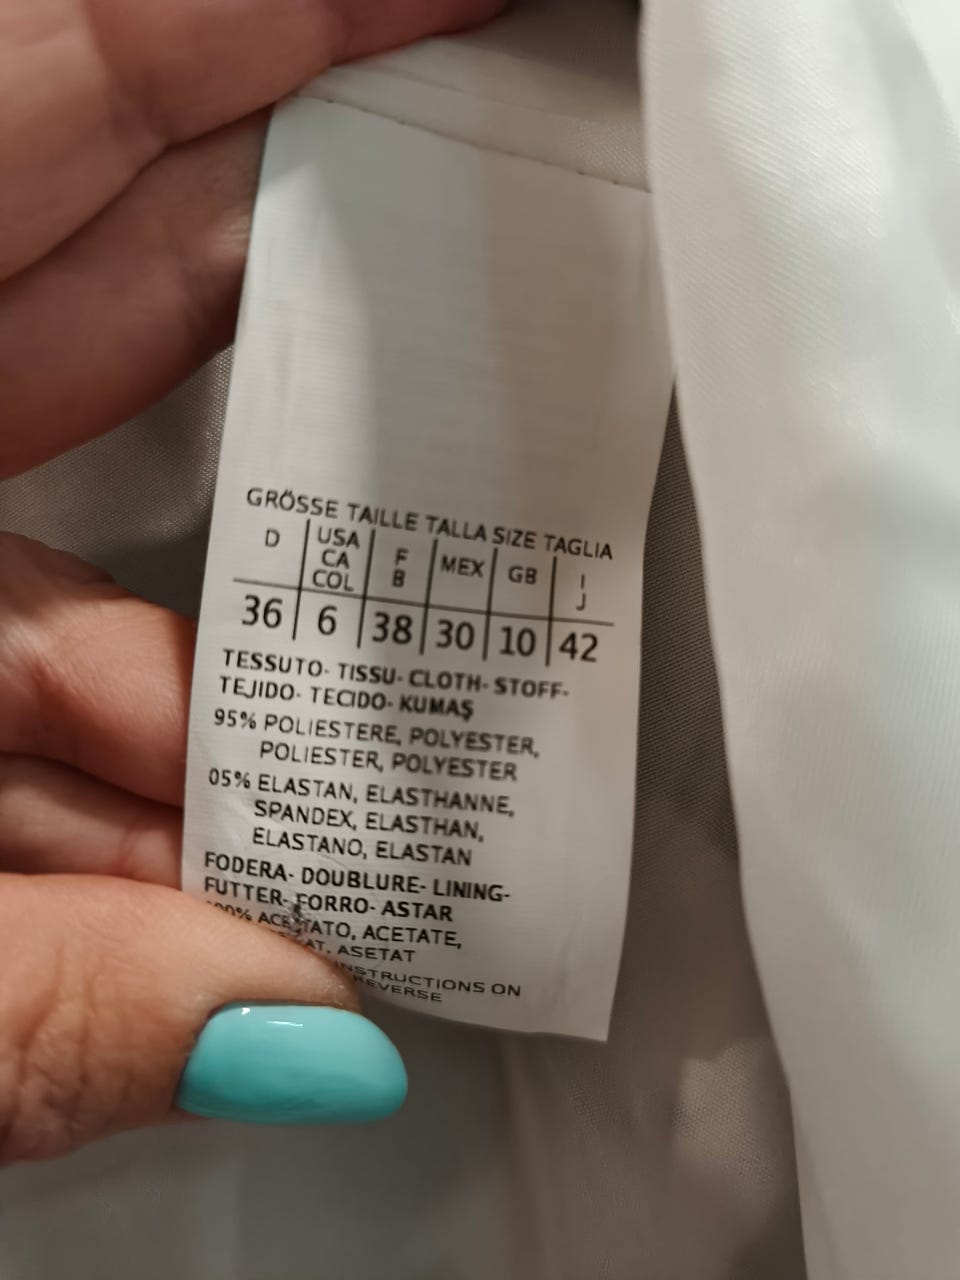 GRÖSSE TAILLE TALLA SIZE TAGLIA
D USA CA COL F B MEX GB I J
36 6 38 30 10 42
TESSUTO- TISSU- CLOTH- STOFF-
TEJIDO- TECIDO- KUMAŞ
95% POLIESTERE, POLYESTER,
POLIESTER, POLYESTER
05% ELASTAN, ELASTHANNE,
SPANDEX, ELASTHAN,
ELASTANO, ELASTAN
FODERA- DOUBLURE- LINING-
FUTTER- FORRO- ASTAR
ACETATO, ACETATE,
ASETAT
INSTRUCTIONS ON
REVERSE